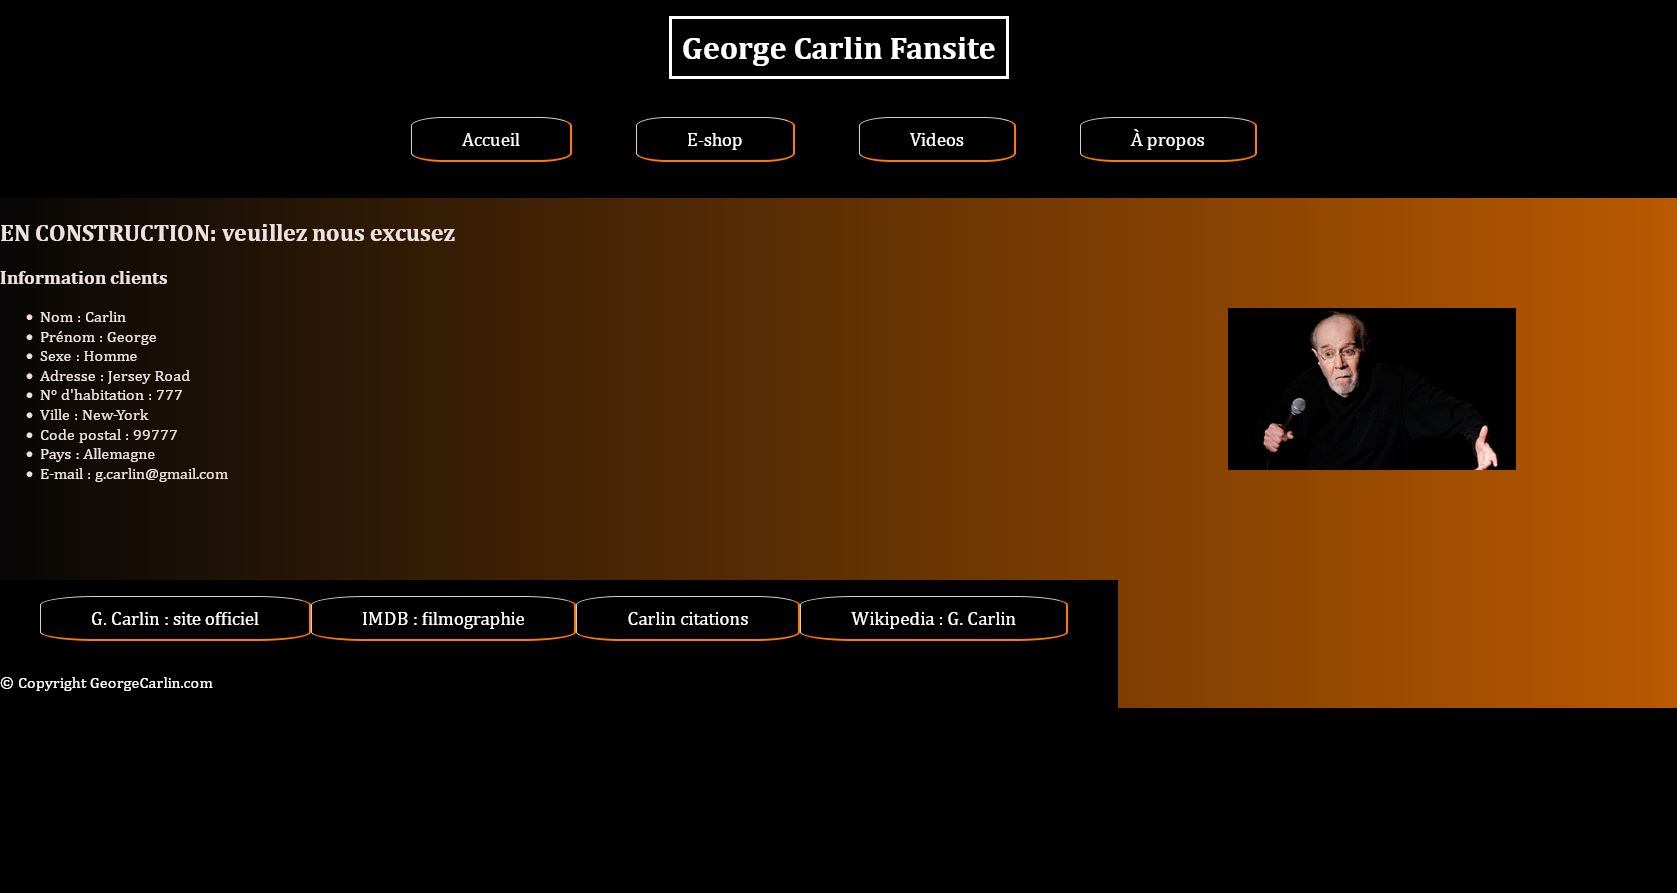 George Carlin Fansite
Accueil
E-shop
Videos
À propos
EN CONSTRUCTION: veuillez nous excusez
Information clients
Nom : Carlin
Prénom : George
Sexe : Homme
Adresse : Jersey Road
N° d'habitation : 777
Ville : New-York
Code postal : 99777
Pays : Allemagne
E-mail : g.carlin@gmail.com
G. Carlin : site officiel
IMDB : filmographie
Carlin citations
Wikipedia : G. Carlin
© Copyright GeorgeCarlin.com